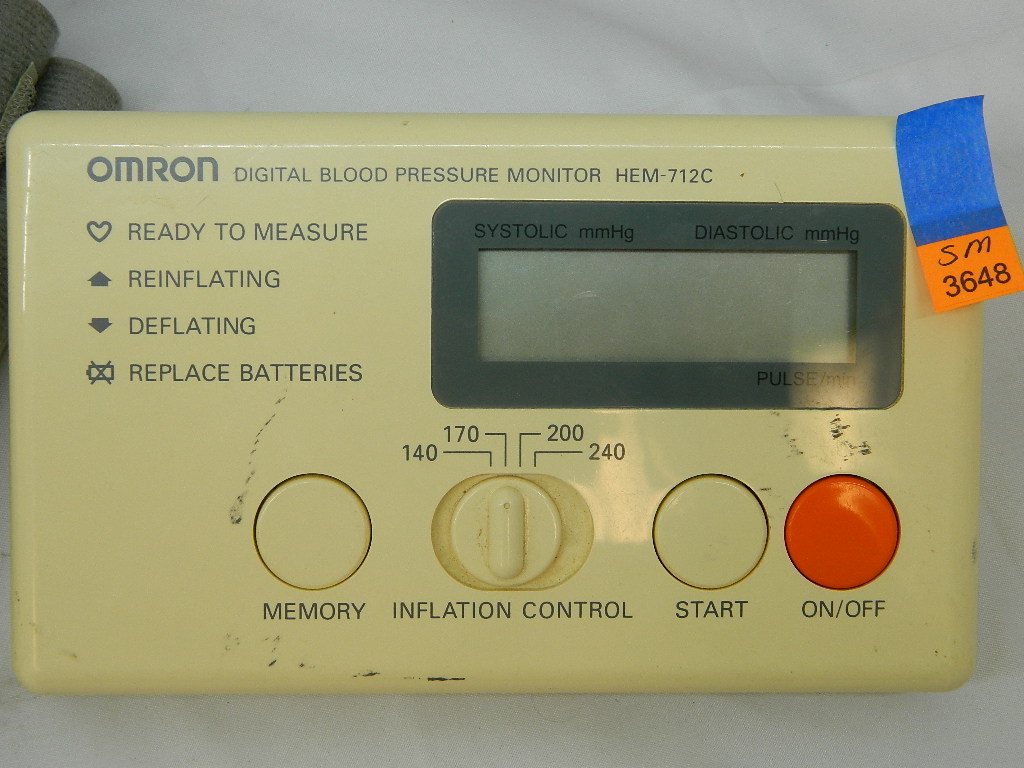 OMRON DIGITAL BLOOD PRESSURE MONITOR HEM-712C
READY TO MEASURE
REINFLATING
DEFLATING
REPLACE BATTERIES
SYSTOLIC mmHg DIASTOLIC mmHg
PULSE/min
SM
3648
170 200
140 240
MEMORY INFLATION CONTROL START ON/OFF